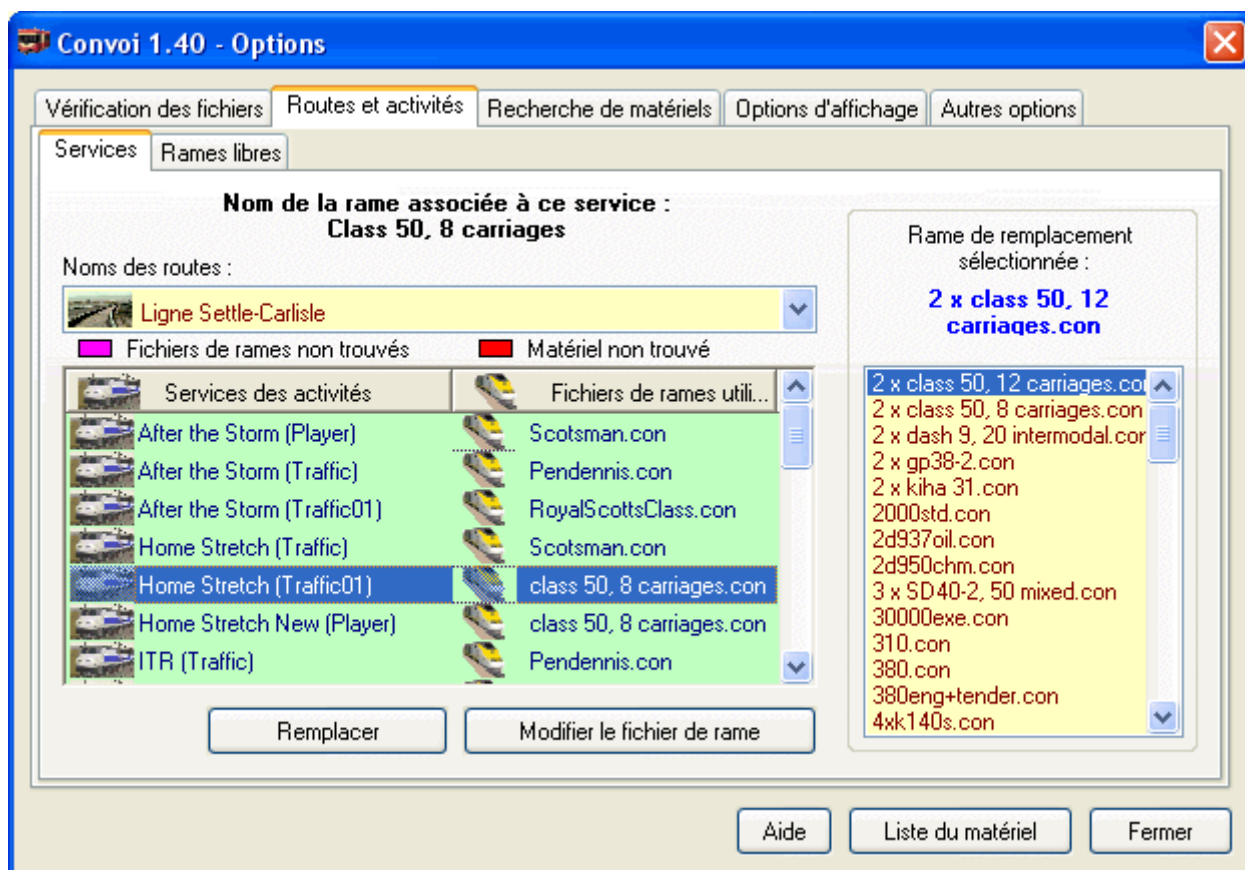 Convoi 1.40 - Options
Vérification des fichiers
Routes et activités
Recherche de matériels
Options d'affichage
Autres options
Services
Rames libres
Nom de la rame associée à ce service :
Class 50, 8 carriages
Noms des routes :
Ligne Settle-Carlisle
Fichiers de rames non trouvés
Matériel non trouvé
Services des activités
Fichiers de rames utili...
After the Storm (Player)
Scotsman.con
After the Storm (Traffic)
Pendennis.con
After the Storm (Traffic01)
RoyalScottsClass.con
Home Stretch (Traffic)
Scotsman.con
Home Stretch (Traffic01)
class 50, 8 carriages.con
Home Stretch New (Player)
class 50, 8 carriages.con
ITR (Traffic)
Pendennis.con
Remplacer
Modifier le fichier de rame
Rame de remplacement
sélectionnée :
2 x class 50, 12
carriages.con
2 x class 50, 12 carriages.con
2 x class 50, 8 carriages.con
2 x dash 9, 20 intermodal.con
2 x gp38-2.con
2 x kiha 31.con
2000std.con
2d937oil.con
2d950chm.con
3 x SD40-2, 50 mixed.con
30000exe.con
310.con
380.con
380eng+tender.con
4xk140s.con
Aide
Liste du matériel
Fermer